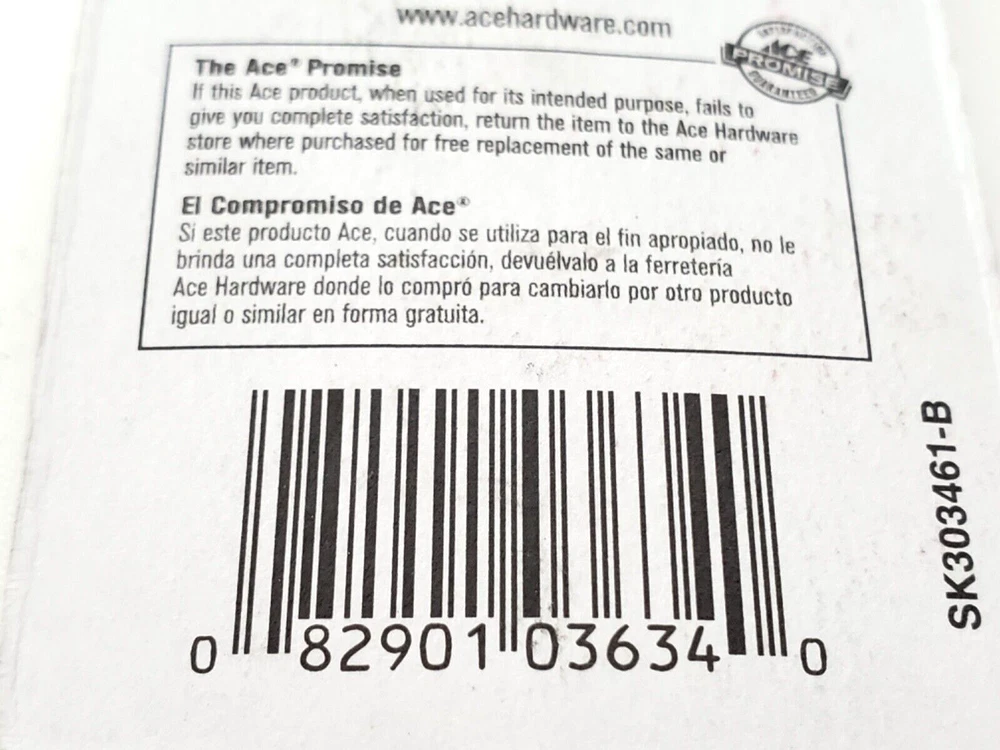 www.acehardware.com
SATISFACTION
ACE
PROMISE
GUARANTEED
The Ace® Promise
If this Ace product, when used for its intended purpose, fails to
give you complete satisfaction, return the item to the Ace Hardware
store where purchased for free replacement of the same or
similar item.
El Compromiso de Ace®
Si este producto Ace, cuando se utiliza para el fin apropiado, no le
brinda una completa satisfacción, devuélvalo a la ferretería
Ace Hardware donde lo compró para cambiarlo por otro producto
igual o similar en forma gratuita.
SK303461-B
0 82901 03634 0